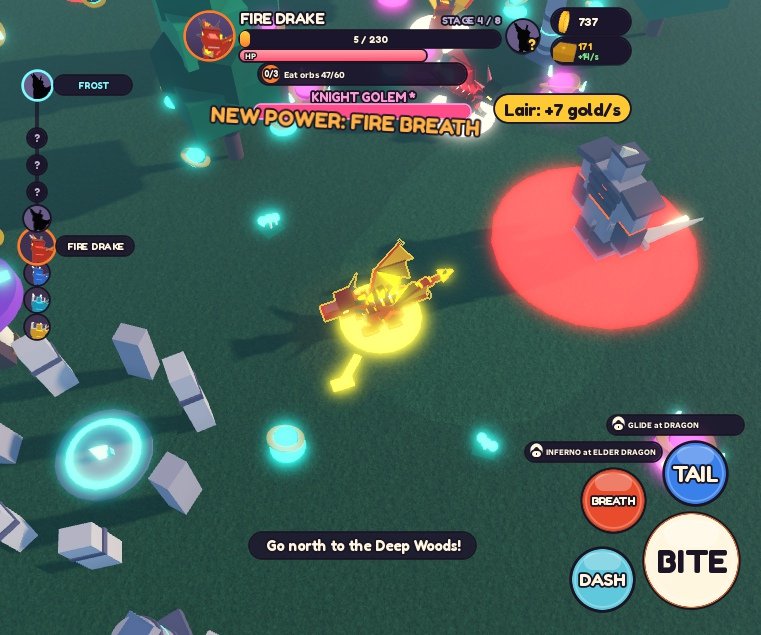 FIRE DRAKE
STAGE 4 / 8
5 / 230
HP
0/3 Eat orbs 47/60
KNIGHT GOLEM *
NEW POWER: FIRE BREATH
?
737
171
+14/s
Lair: +7 gold/s
FROST
?
?
?
FIRE DRAKE
GLIDE at DRAGON
INFERNO at ELDER DRAGON
TAIL
BREATH
Go north to the Deep Woods!
BITE
DASH